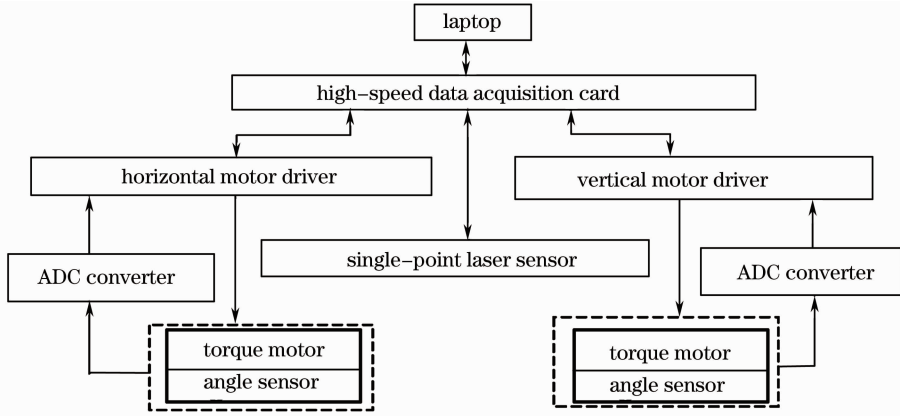 laptop
high-speed data acquisition card
horizontal motor driver
vertical motor driver
single-point laser sensor
ADC converter
ADC converter
torque motor
angle sensor
torque motor
angle sensor